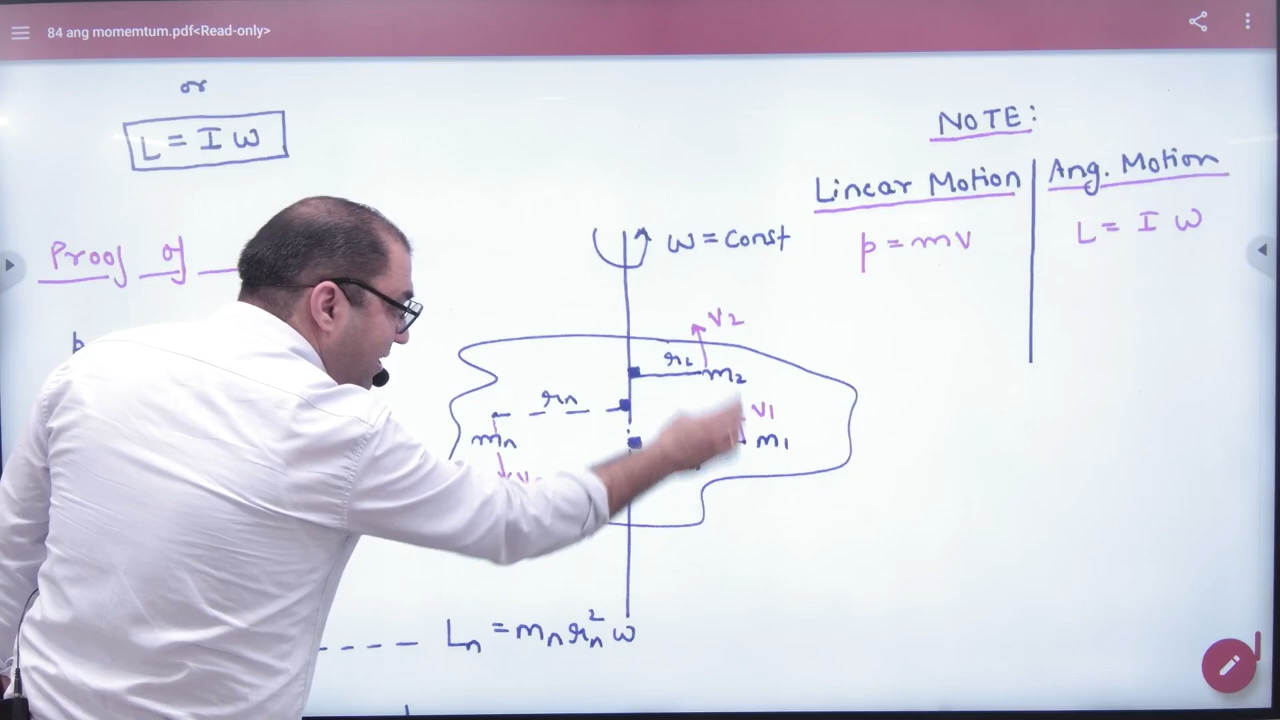 84 ang momemtum.pdf<Read-only>
or
L = I ω
NOTE:
Linear Motion
Ang. Motion
p = mv
L = I ω
Proof of
ω = const
v2
r2
m2
rn
v1
mn
m1
Ln = mn rn² ω